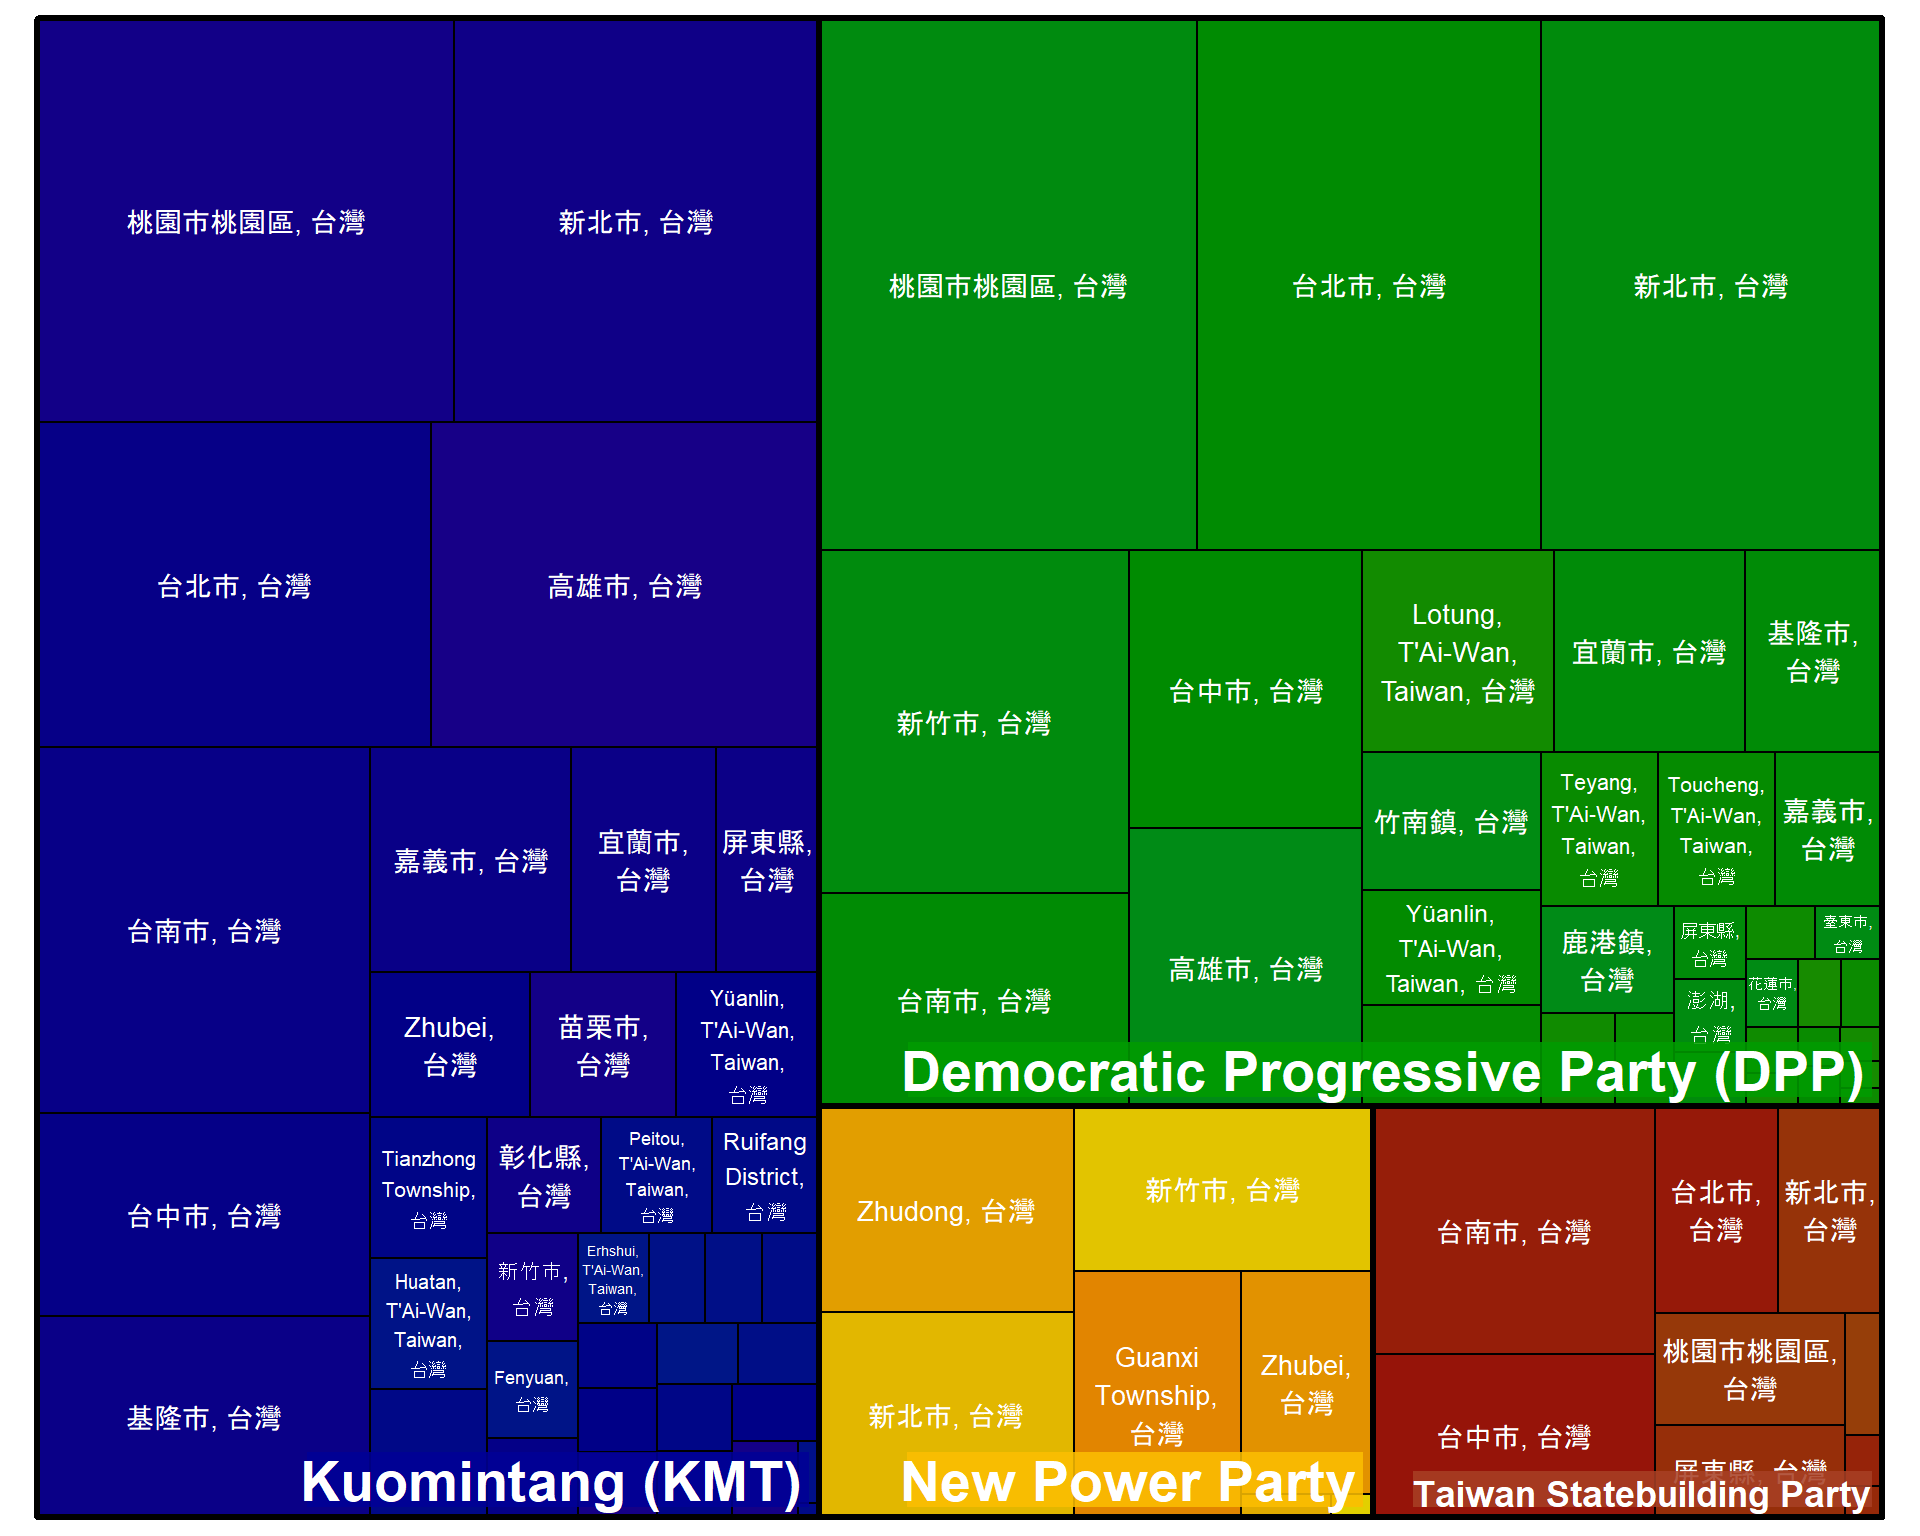 桃園市桃園區, 台灣
新北市, 台灣
台北市, 台灣
高雄市, 台灣
台南市, 台灣
嘉義市, 台灣
宜蘭市,
台灣
屏東縣,
台灣
Zhubei,
台灣
苗栗市,
台灣
Yüanlin,
T'Ai-Wan,
Taiwan,
台灣
台中市, 台灣
Tianzhong
Township,
台灣
彰化縣,
台灣
Peitou,
T'Ai-Wan,
Taiwan,
台灣
Ruifang
District,
台灣
Huatan,
T'Ai-Wan,
Taiwan,
台灣
新竹市,
台灣
Erhshui,
T'Ai-Wan,
Taiwan,
台灣
Fenyuan,
台灣
基隆市, 台灣
Kuomintang (KMT)
桃園市桃園區, 台灣
台北市, 台灣
新北市, 台灣
新竹市, 台灣
台中市, 台灣
Lotung,
T'Ai-Wan,
Taiwan, 台灣
宜蘭市, 台灣
基隆市,
台灣
竹南鎮, 台灣
Teyang,
T'Ai-Wan,
Taiwan,
台灣
Toucheng,
T'Ai-Wan,
Taiwan,
台灣
嘉義市,
台灣
台南市, 台灣
高雄市, 台灣
Yüanlin,
T'Ai-Wan,
Taiwan, 台灣
鹿港鎮,
台灣
屏東縣,
台灣
臺東市,
台灣
澎湖,
台灣
花蓮市,
台灣
Democratic Progressive Party (DPP)
Zhudong, 台灣
新竹市, 台灣
新北市, 台灣
Guanxi
Township,
台灣
Zhubei,
台灣
New Power Party
台南市, 台灣
台北市,
台灣
新北市,
台灣
台中市, 台灣
桃園市桃園區,
台灣
屏東縣, 台灣
Taiwan Statebuilding Party